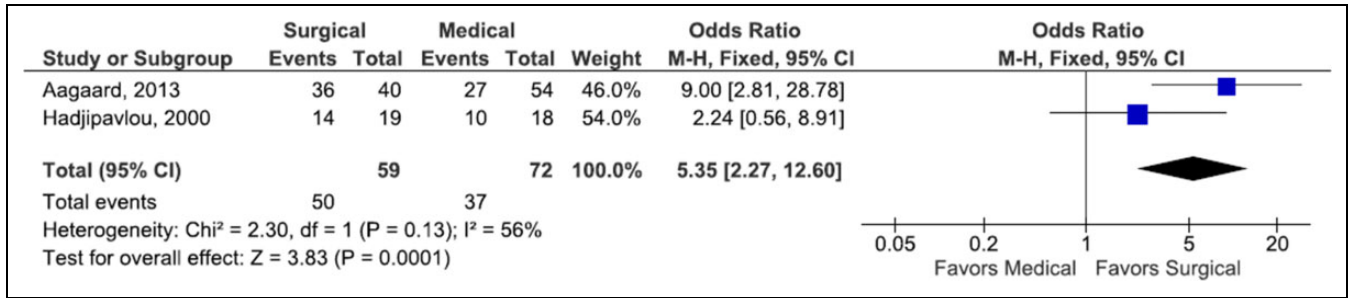 Surgical Medical Odds Ratio Odds Ratio
Study or Subgroup Events Total Events Total Weight M-H, Fixed, 95% CI M-H, Fixed, 95% CI
Aagaard, 2013 36 40 27 54 46.0% 9.00 [2.81, 28.78]
Hadjipavlou, 2000 14 19 10 18 54.0% 2.24 [0.56, 8.91]
Total (95% CI) 59 72 100.0% 5.35 [2.27, 12.60]
Total events 50 37
Heterogeneity: Chi² = 2.30, df = 1 (P = 0.13); I² = 56%
Test for overall effect: Z = 3.83 (P = 0.0001)
0.05 0.2 1 5 20
Favors Medical Favors Surgical